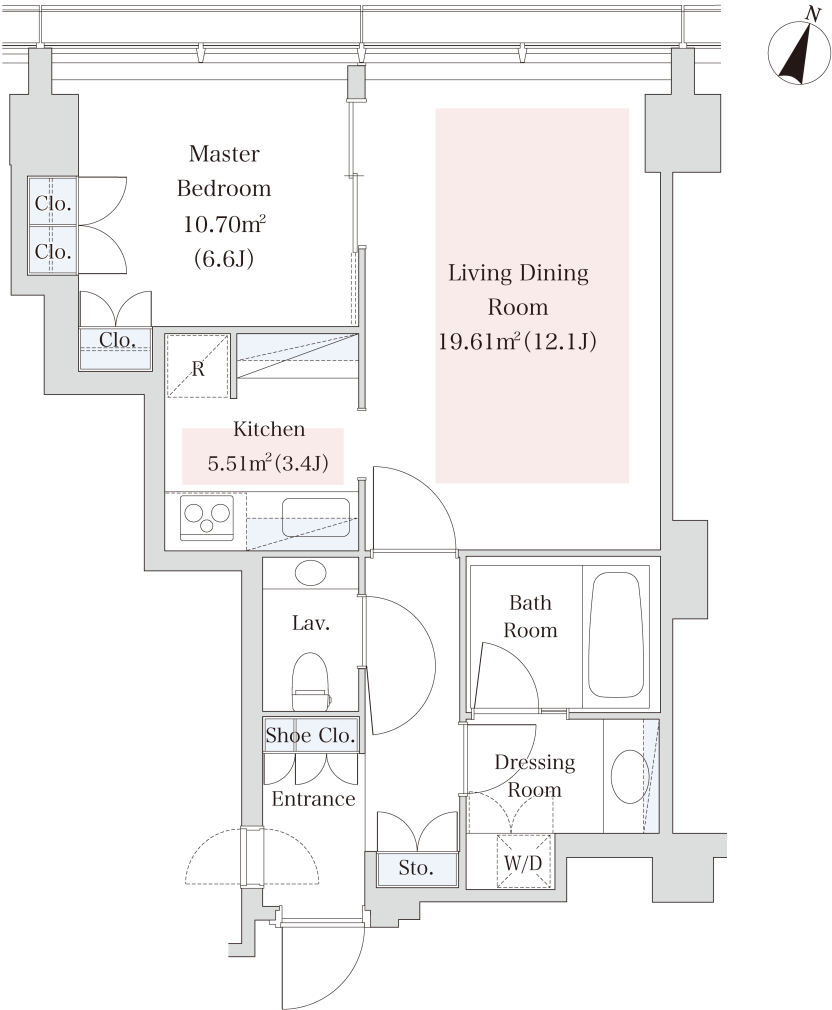 N
Master
Bedroom
10.70m²
(6.6J)
Clo.
Clo.
Clo.
Living Dining
Room
19.61m²(12.1J)
R
Kitchen
5.51m²(3.4J)
Lav.
Bath
Room
Shoe Clo.
Entrance
Dressing
Room
Sto.
W/D